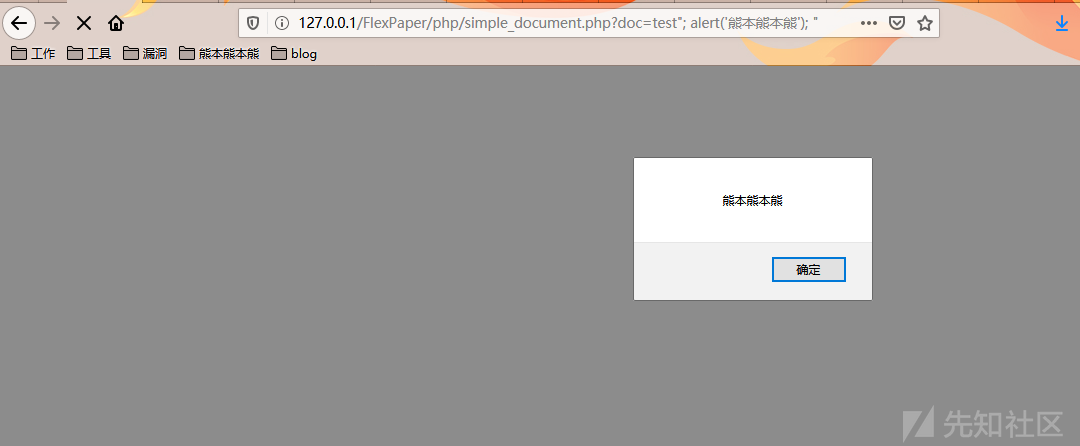 127.0.0.1/FlexPaper/php/simple_document.php?doc=test"; alert('熊本熊本熊'); "
工作 工具 漏洞 熊本熊本熊 blog
熊本熊本熊
确定
先知社区